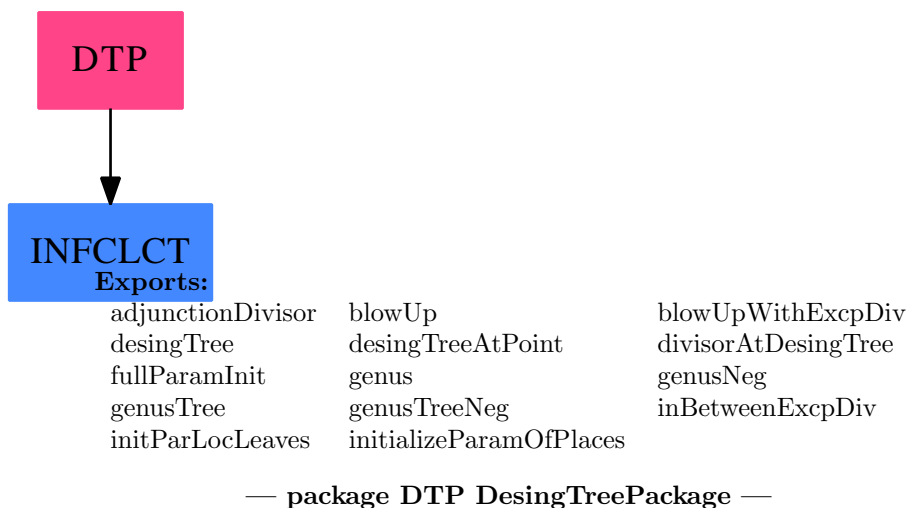 DTP
INFCLCT
Exports:
adjunctionDivisor blowUp blowUpWithExcpDiv
desingTree desingTreeAtPoint divisorAtDesingTree
fullParamInit genus genusNeg
genusTree genusTreeNeg inBetweenExcpDiv
initParLocLeaves initializeParamOfPlaces
— package DTP DesingTreePackage —